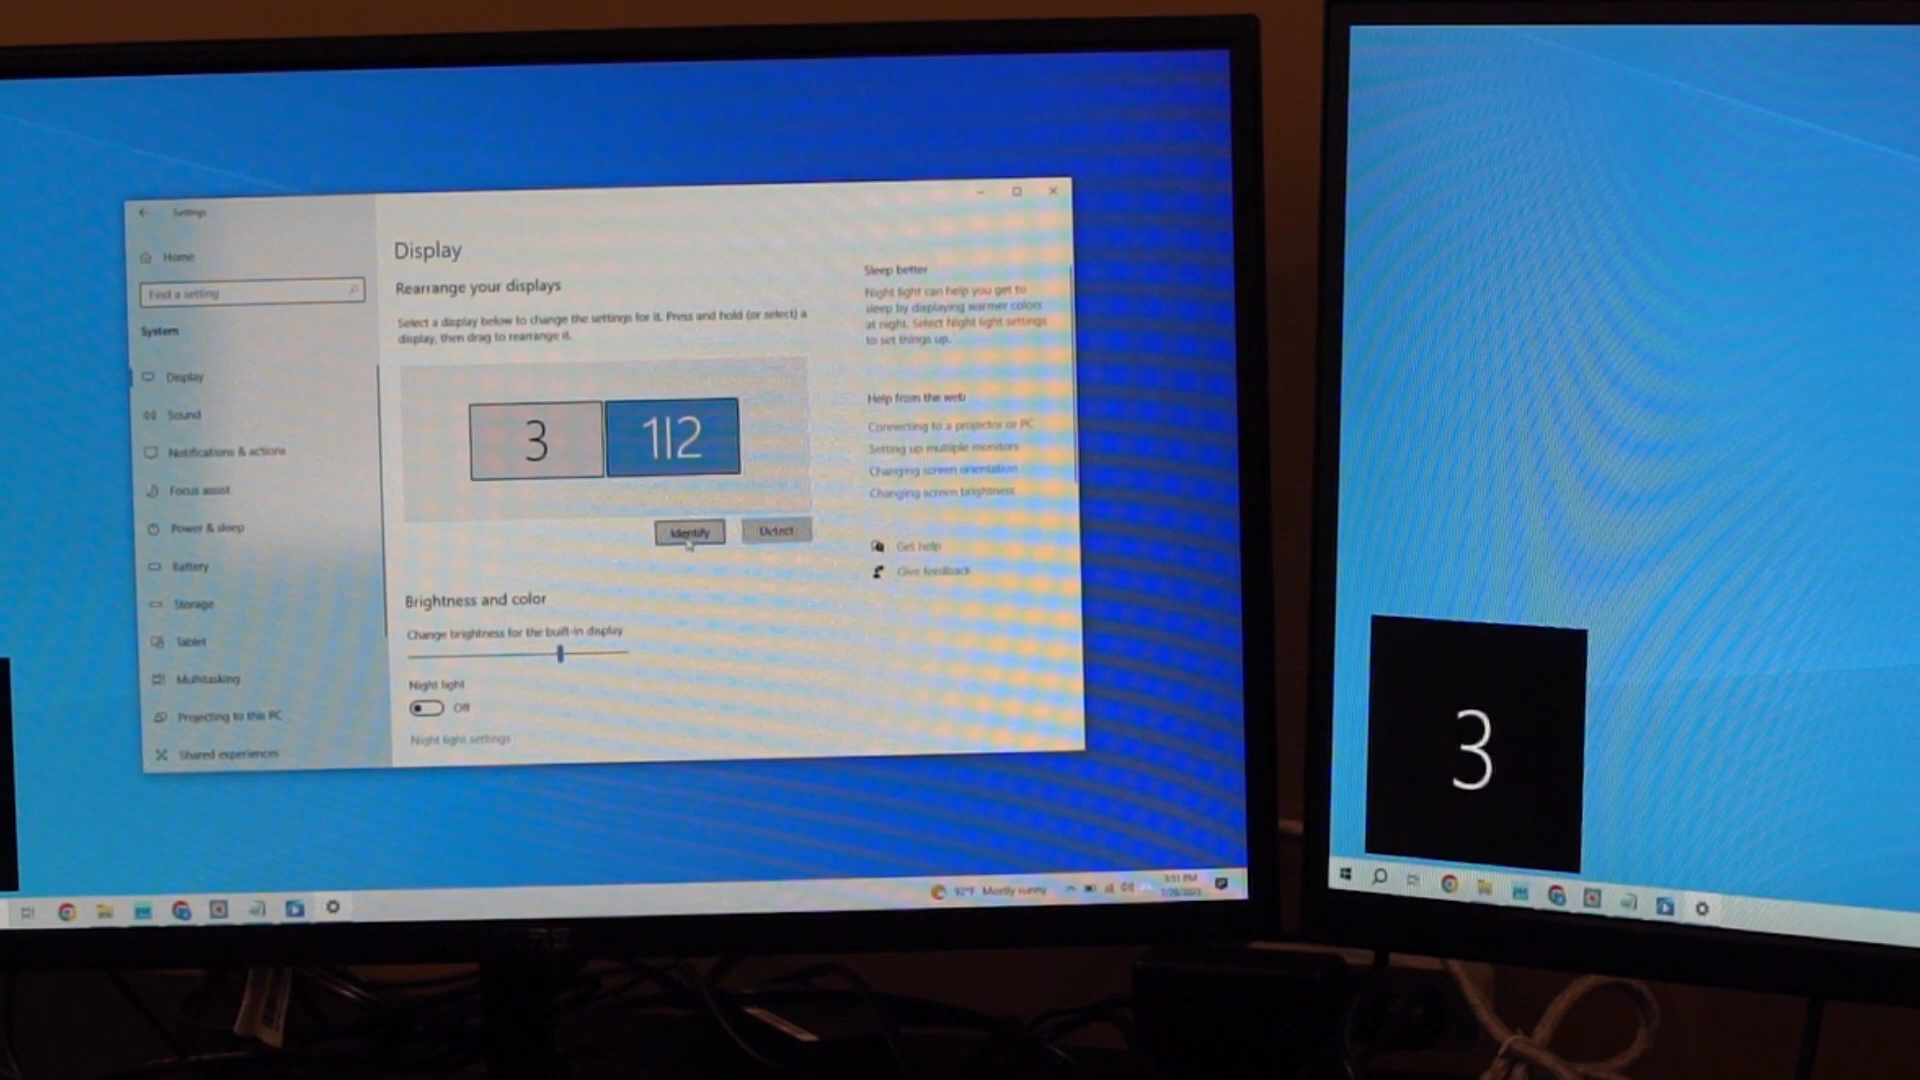 Settings
Home
Find a setting
System
Display
Sound
Notifications & actions
Focus assist
Power & sleep
Battery
Storage
Tablet
Multitasking
Projecting to this PC
Shared experiences
Display
Rearrange your displays
Select a display below to change the settings for it. Press and hold (or select) a
display, then drag to rearrange it.
3
1|2
Identify
Detect
Brightness and color
Change brightness for the built-in display
Night light
Off
Night light settings
Sleep better
Night light can help you get to
sleep by displaying warmer colors
at night. Select Night light settings
to set things up.
Help from the web
Connecting to a projector or PC
Setting up multiple monitors
Changing screen orientation
Changing screen brightness
Get help
Give feedback
92°F Mostly sunny
3:51 PM
3